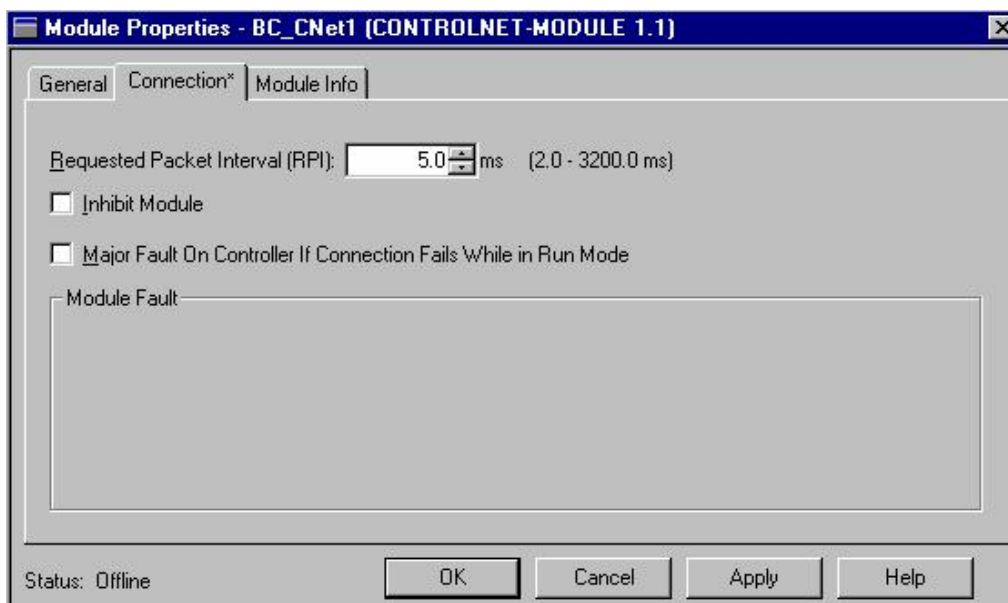 Module Properties - BC_CNet1 (CONTROLNET-MODULE 1.1)
General Connection* Module Info
Requested Packet Interval (RPI): 5.0 ms (2.0 - 3200.0 ms)
Inhibit Module
Major Fault On Controller If Connection Fails While in Run Mode
Module Fault
Status: Offline OK Cancel Apply Help